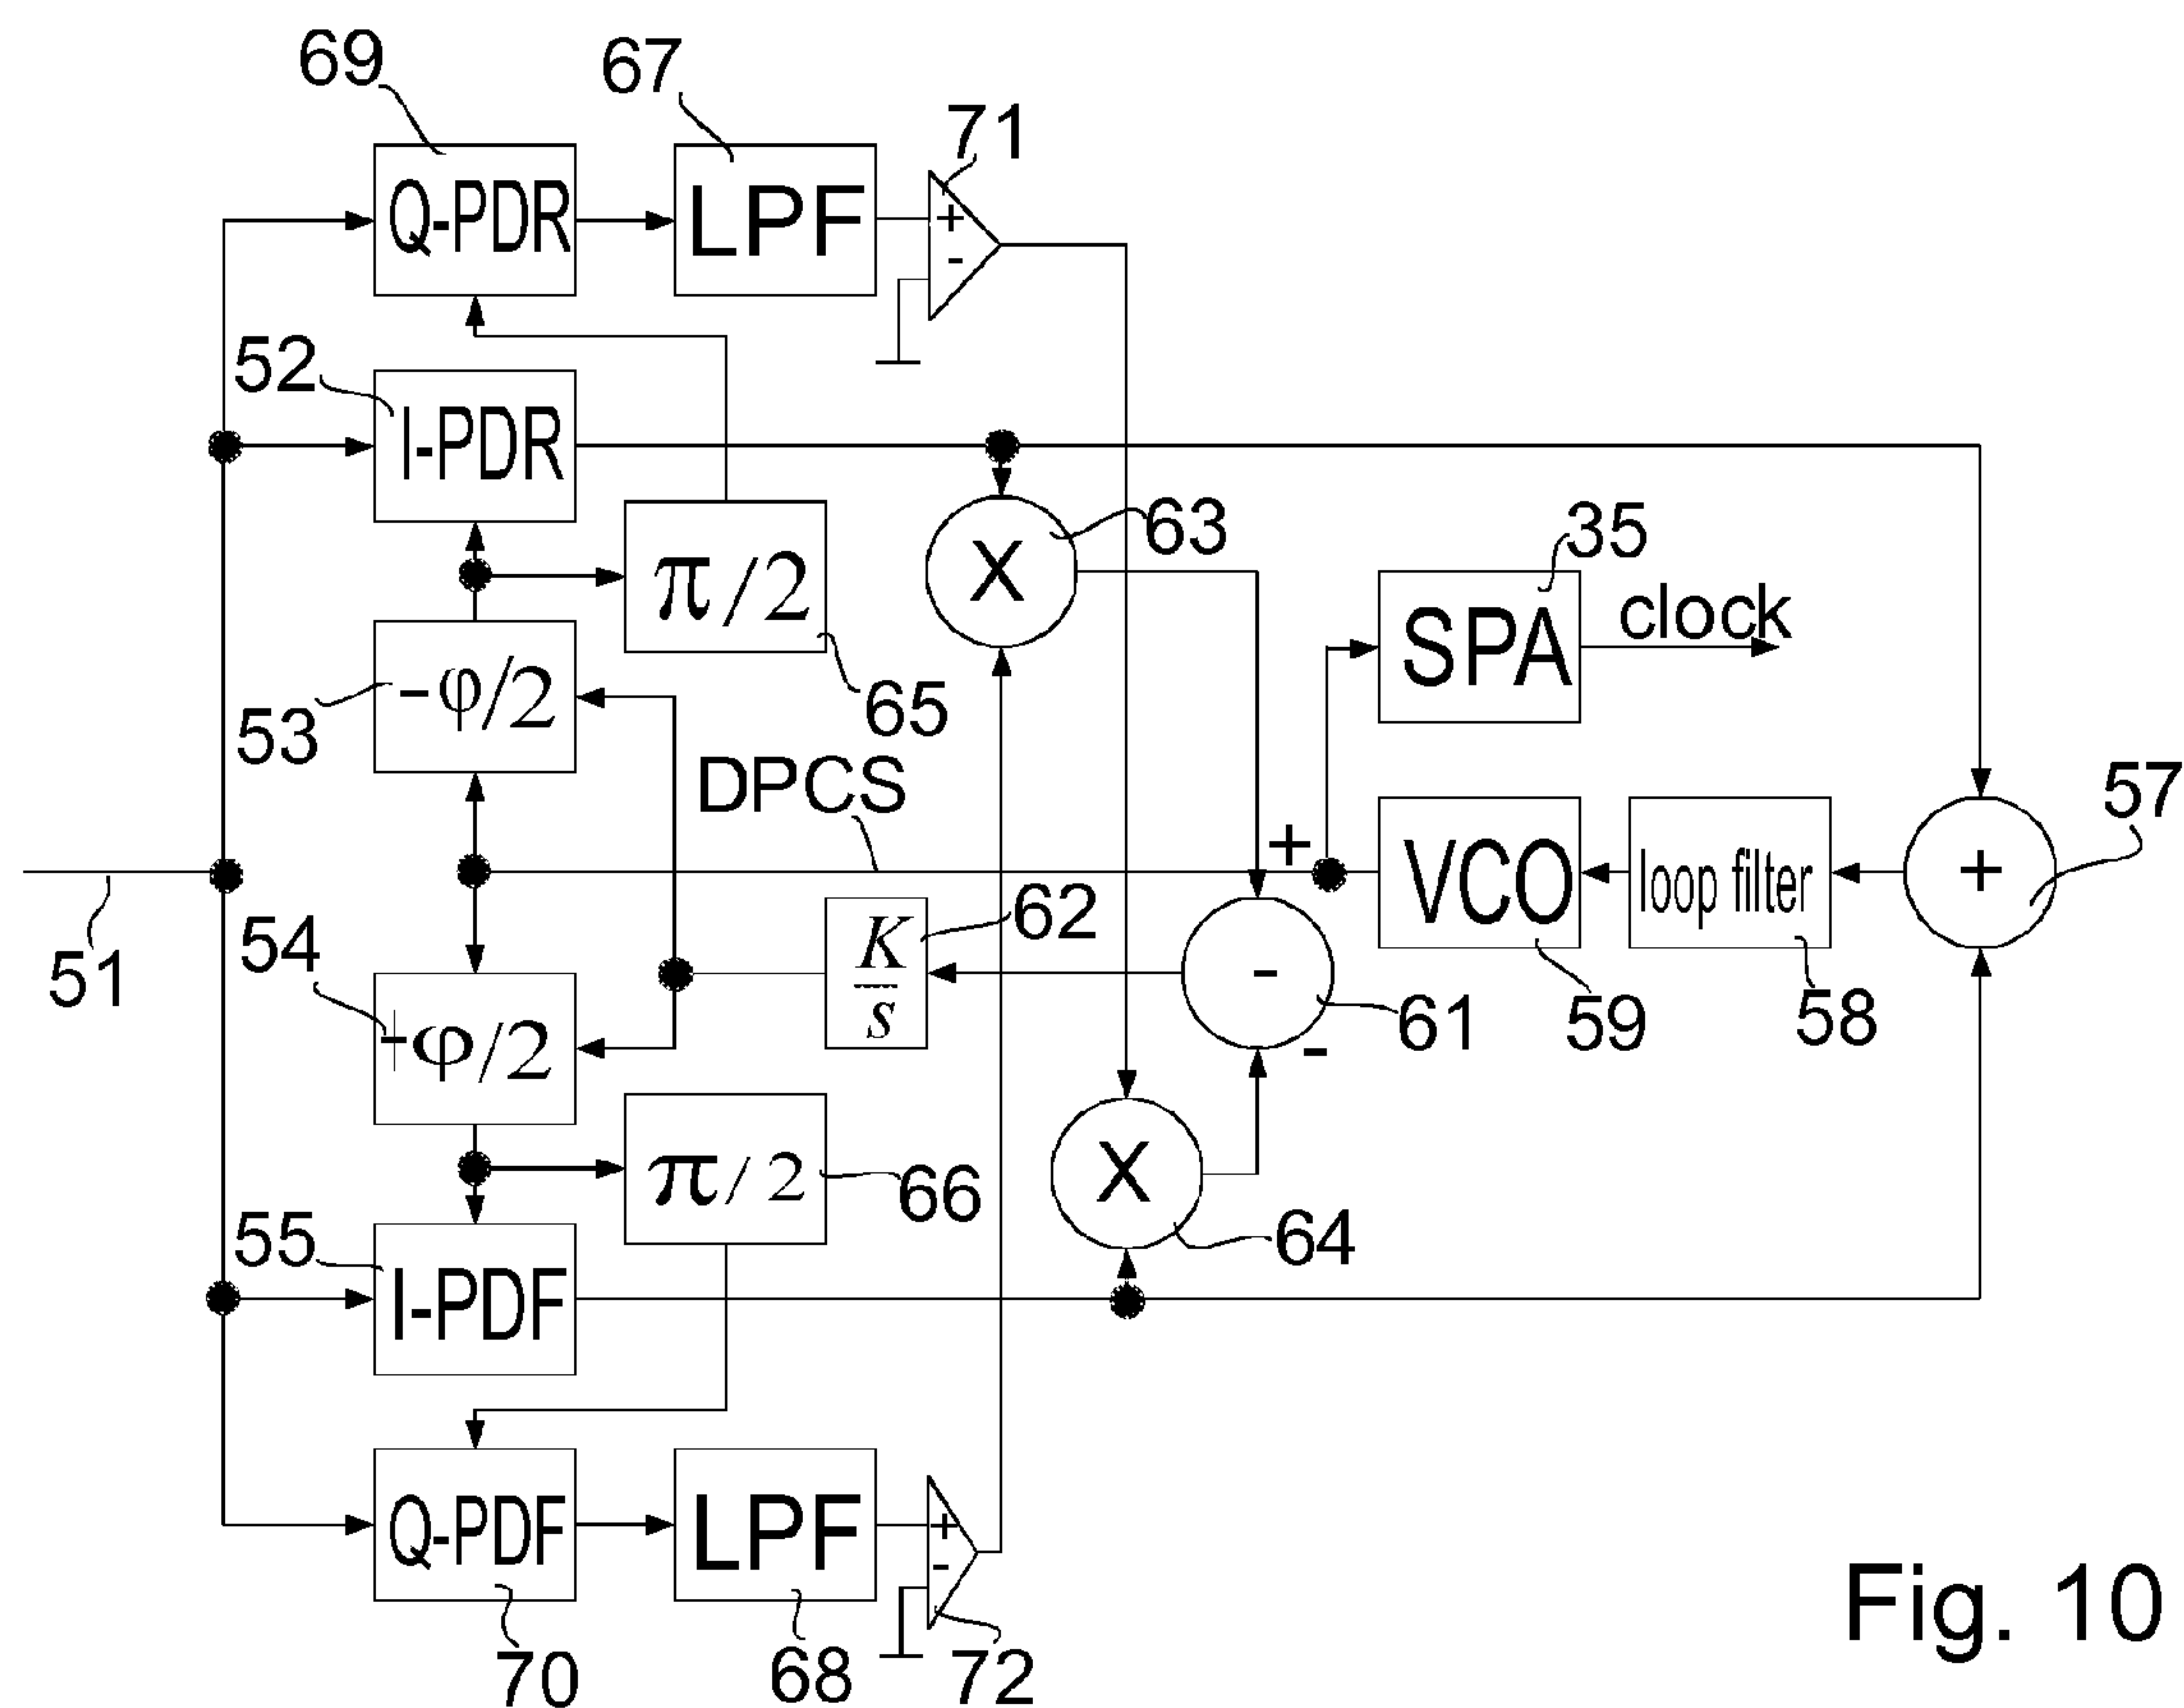 69
67
71
Q-PDR
LPF
+
-
52
I-PDR
63
35
π/2
X
SPA
clock
-φ/2
65
53
DPCS
57
+
VCO
loop filter
+
62
54
K/s
51
-
61
59
58
+φ/2
-
π/2
X
66
55
64
I-PDF
Q-PDF
LPF
+
-
Fig. 10
70
68
72